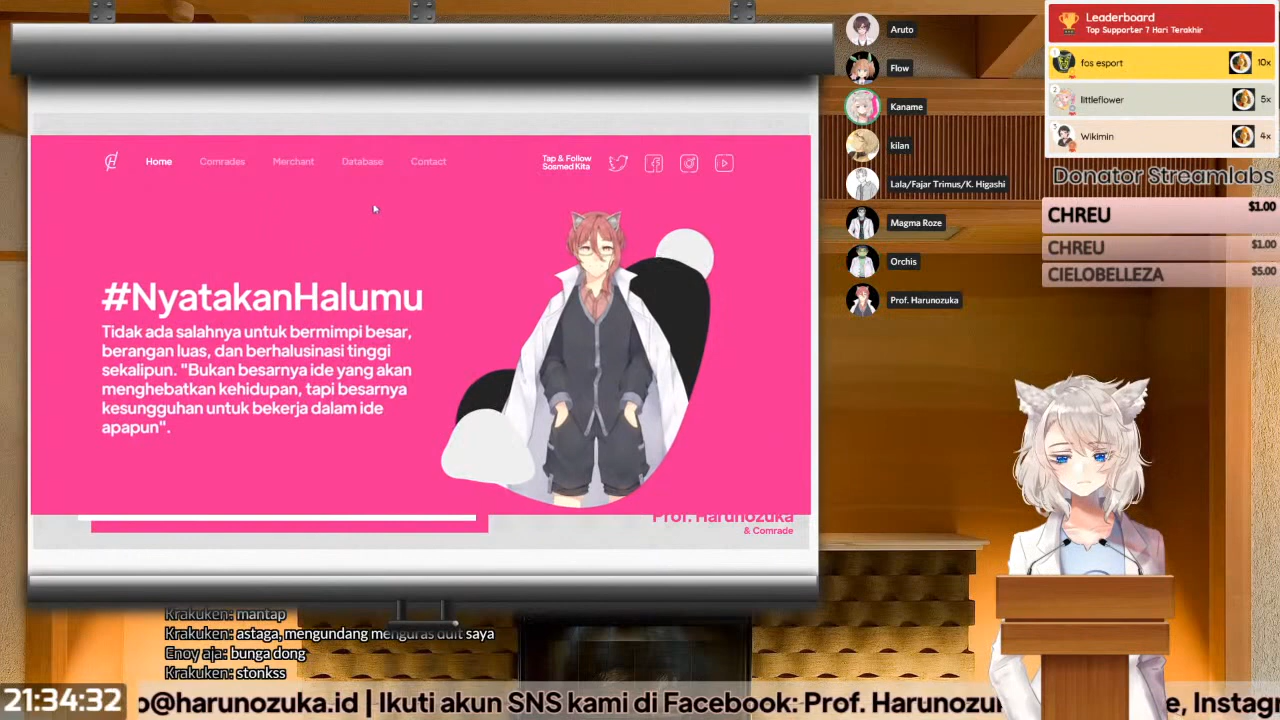 Home
Comrades
Merchant
Database
Contact
Tap & Follow
Sosmed Kita
#NyatakanHalumu
Tidak ada salahnya untuk bermimpi besar,
berangan luas, dan berhalusinasi tinggi
sekalipun. "Bukan besarnya ide yang akan
menghebatkan kehidupan, tapi besarnya
kesungguhan untuk bekerja dalam ide
apapun".
Prof. Harunozuka
& Comrade
Aruto
Flow
Kaname
kilan
Lala/Fajar Trimus/K. Higashi
Magma Roze
Orchis
Prof. Harunozuka
Leaderboard
Top Supporter 7 Hari Terakhir
1 fos esport 10x
2 littleflower 5x
3 Wikimin 4x
Donator Streamlabs
CHREU $1.00
CHREU $1.00
CIELOBELLEZA $5.00
Krakuken: mantap
Krakuken: astaga, mengundang menguras duit saya
Enoy aja: bunga dong
Krakuken: stonkss
21:34:32
o@harunozuka.id | Ikuti akun SNS kami di Facebook: Prof. Harunozu
e, Instag